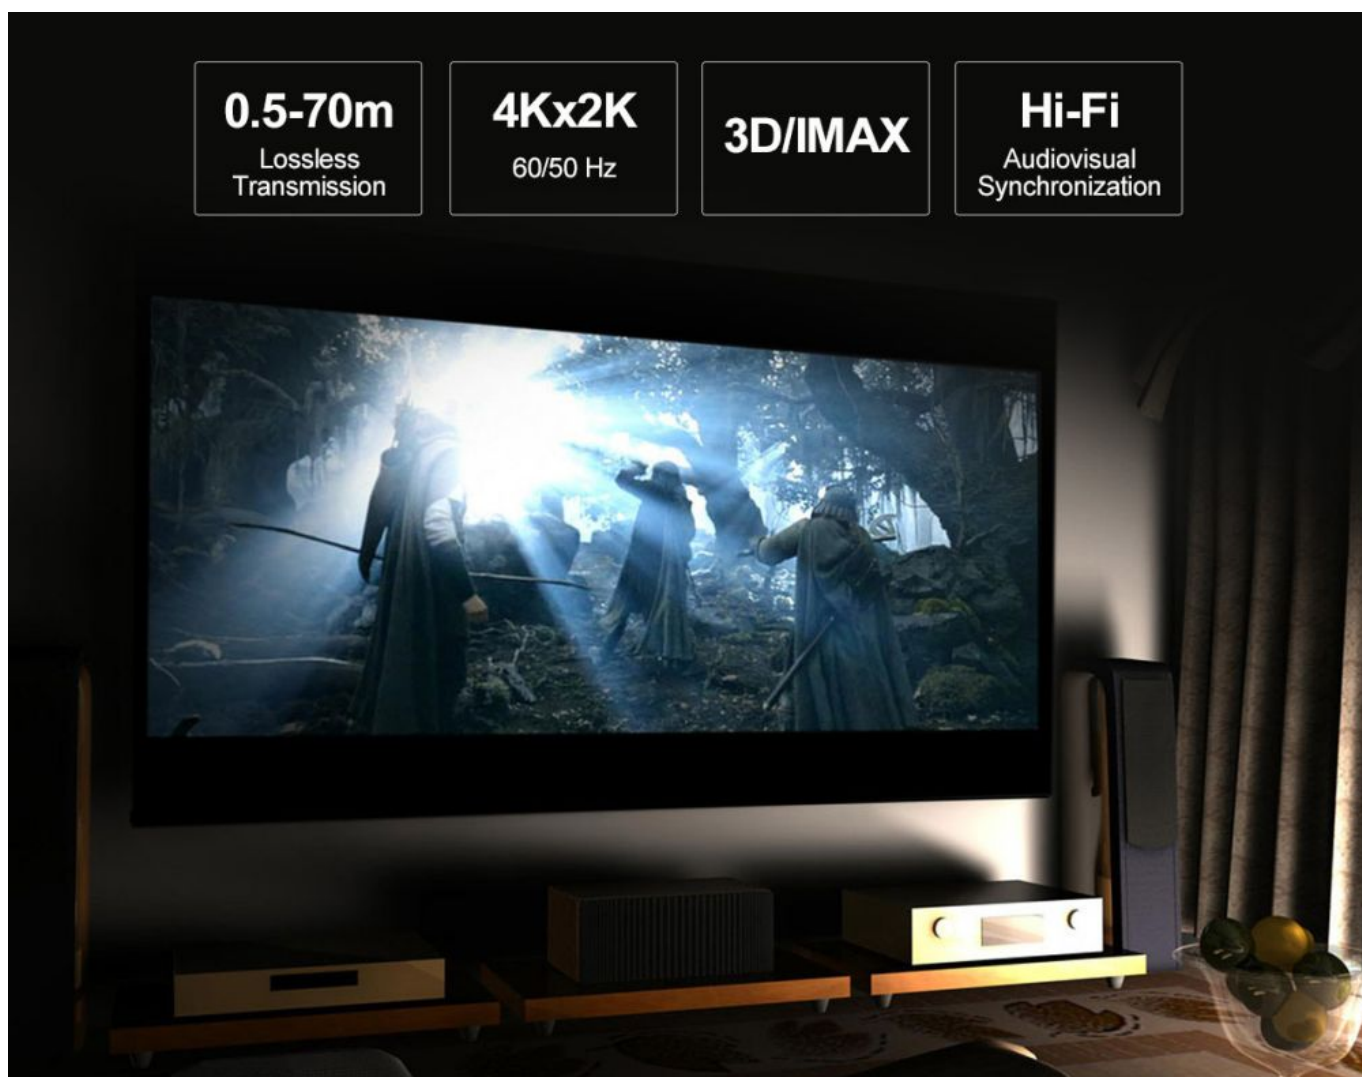 0.5-70m
Lossless
Transmission
4Kx2K
60/50 Hz
3D/IMAX
Hi-Fi
Audiovisual
Synchronization